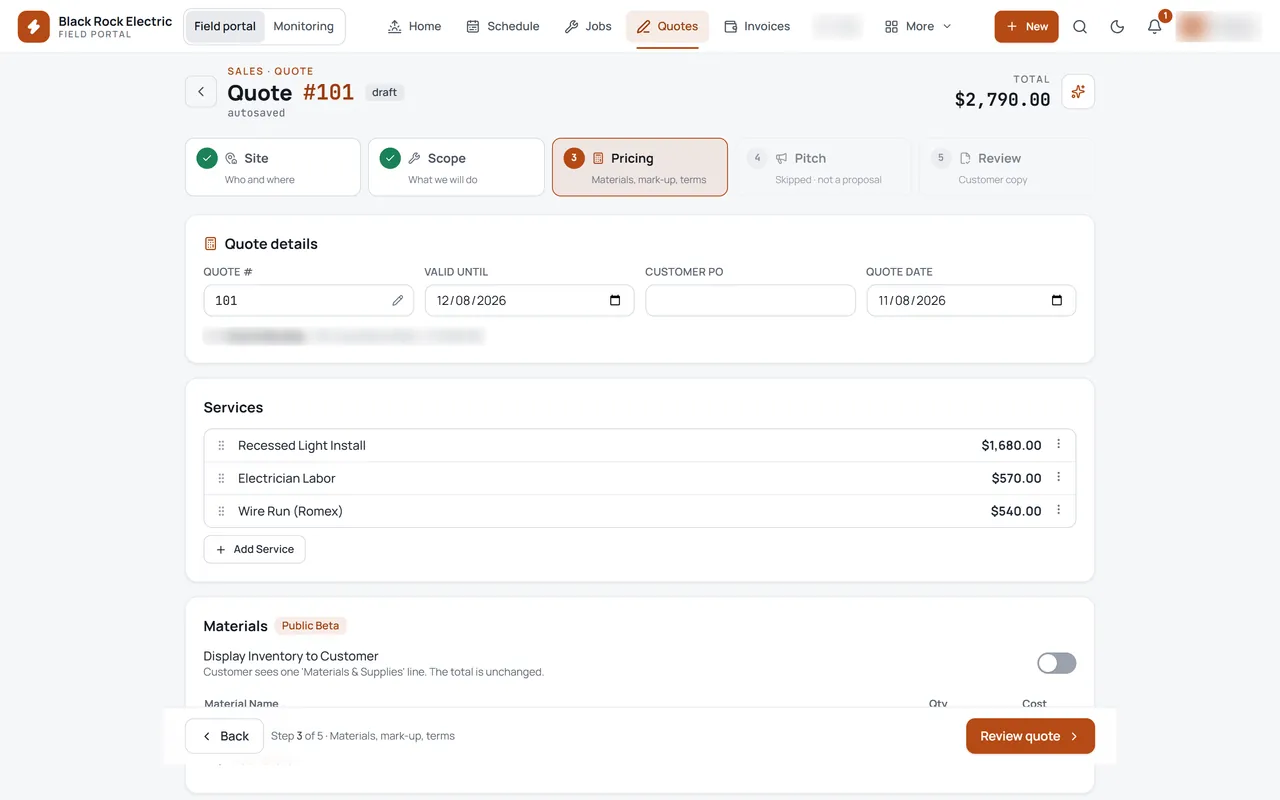 Black Rock Electric
FIELD PORTAL
Field portal
Monitoring
Home
Schedule
Jobs
Quotes
Invoices
More
New
1
SALES · QUOTE
Quote #101 draft
autosaved
TOTAL
$2,790.00
Site
Who and where
Scope
What we will do
3 Pricing
Materials, mark-up, terms
4 Pitch
Skipped · not a proposal
5 Review
Customer copy
Quote details
QUOTE #
101
VALID UNTIL
12/08/2026
CUSTOMER PO
QUOTE DATE
11/08/2026
Services
Recessed Light Install $1,680.00
Electrician Labor $570.00
Wire Run (Romex) $540.00
+ Add Service
Materials Public Beta
Display Inventory to Customer
Customer sees one 'Materials & Supplies' line. The total is unchanged.
Material Name Qty Cost
Back
Step 3 of 5 · Materials, mark-up, terms
Review quote